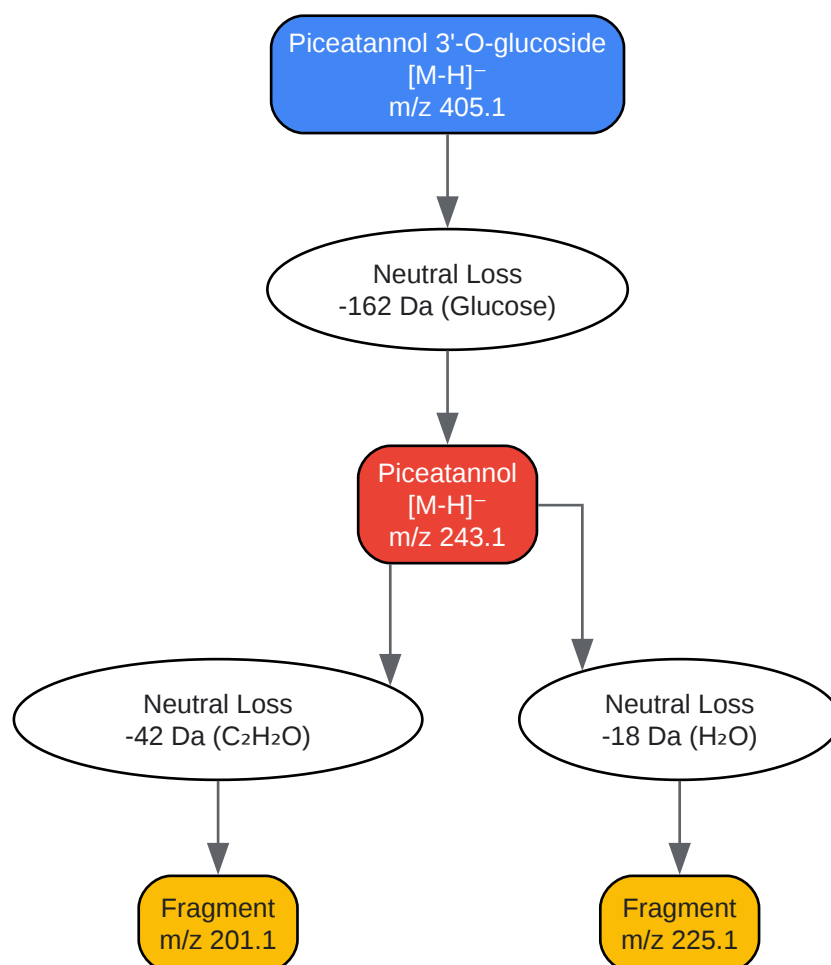 Piceatannol 3'-O-glucoside
[M-H]⁻
m/z 405.1
Neutral Loss
-162 Da (Glucose)
Piceatannol
[M-H]⁻
m/z 243.1
Neutral Loss
-42 Da (C₂H₂O)
Neutral Loss
-18 Da (H₂O)
Fragment
m/z 201.1
Fragment
m/z 225.1